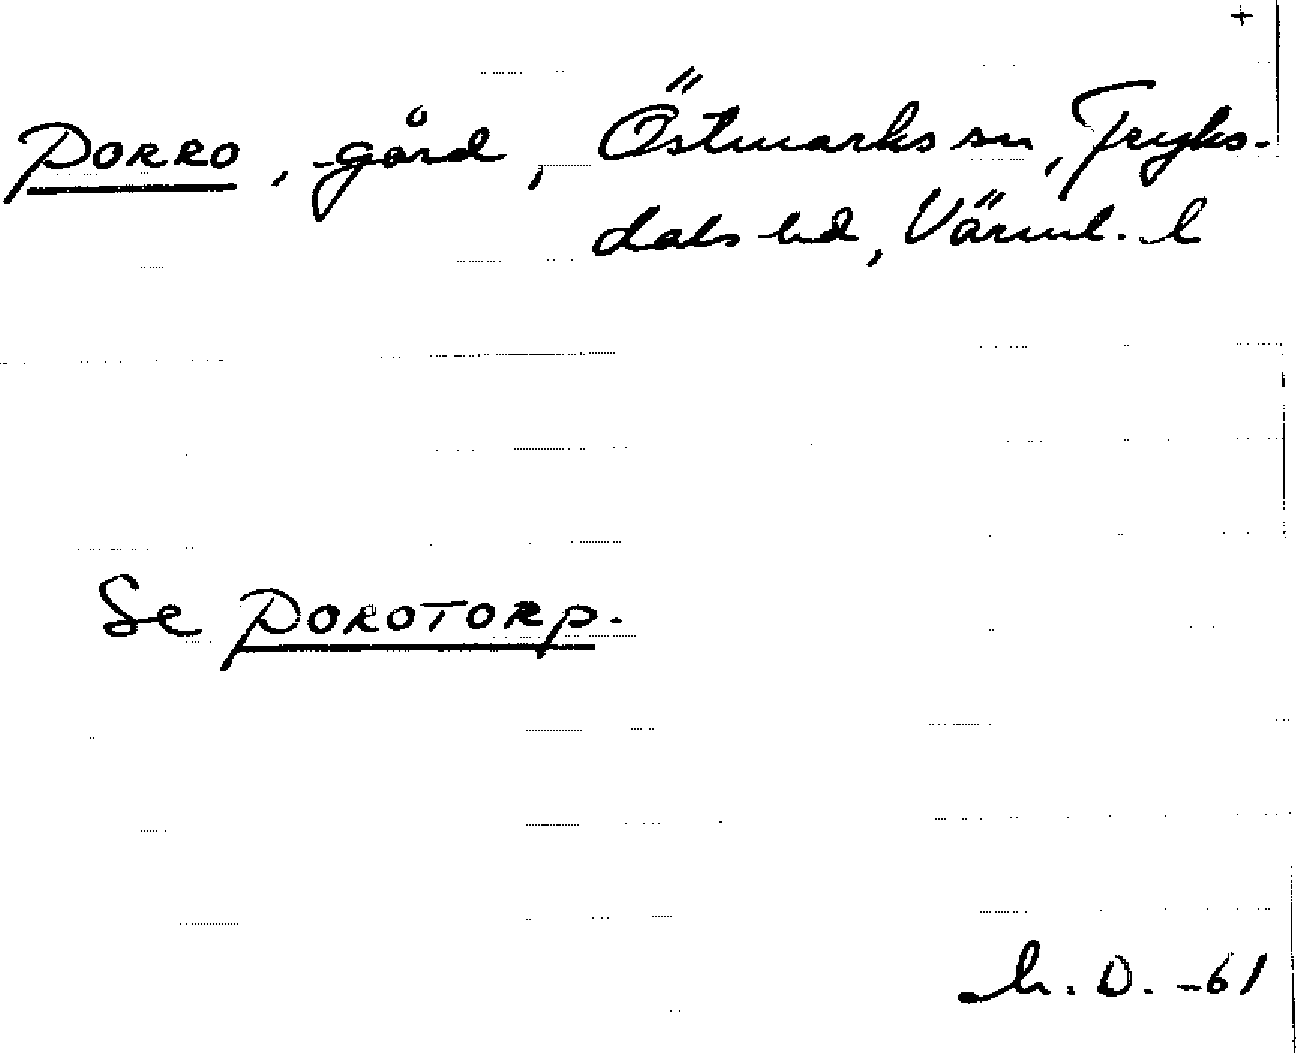 +
PORRO, gård, Östmarks sn, Fryks-
dals hd, Värml. l
Se POROTORP.
h. D. -61